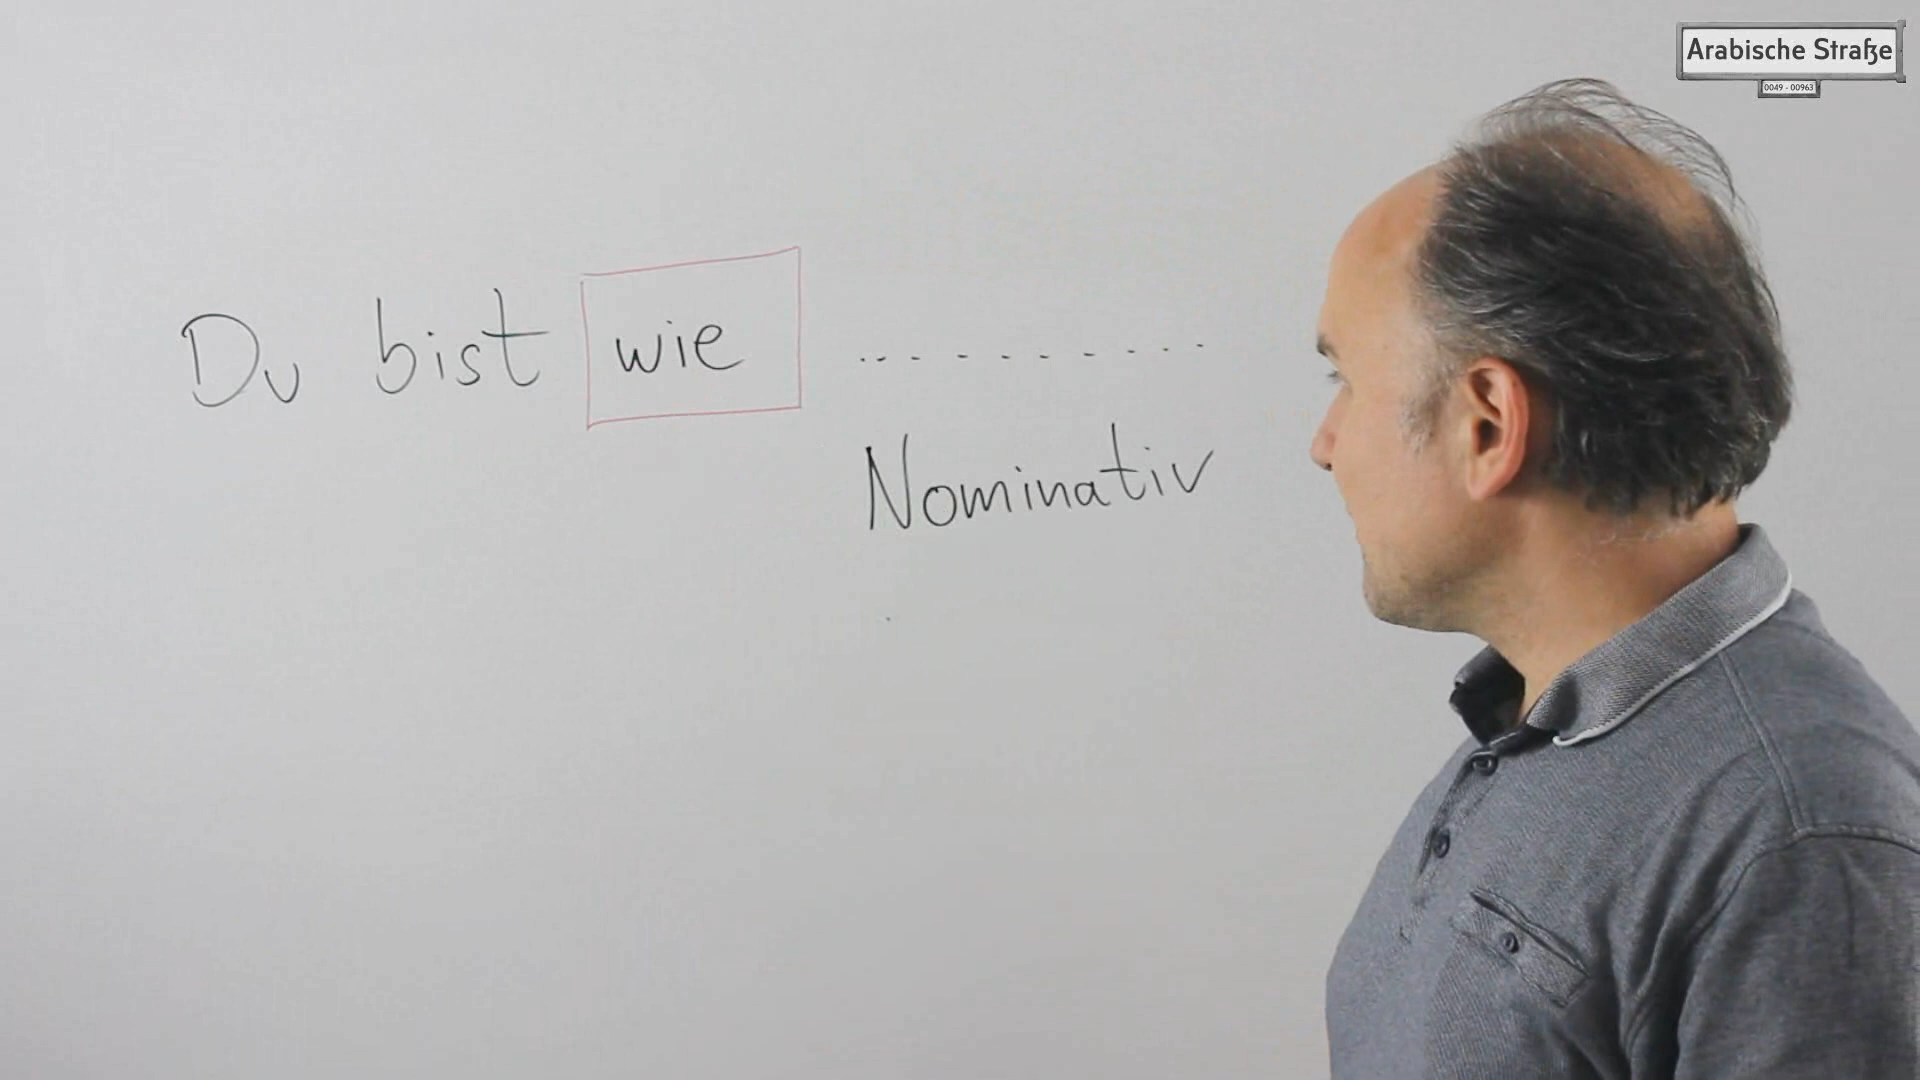 Arabische Straße
0049 - 00963
Du bist wie ..........
Nominativ